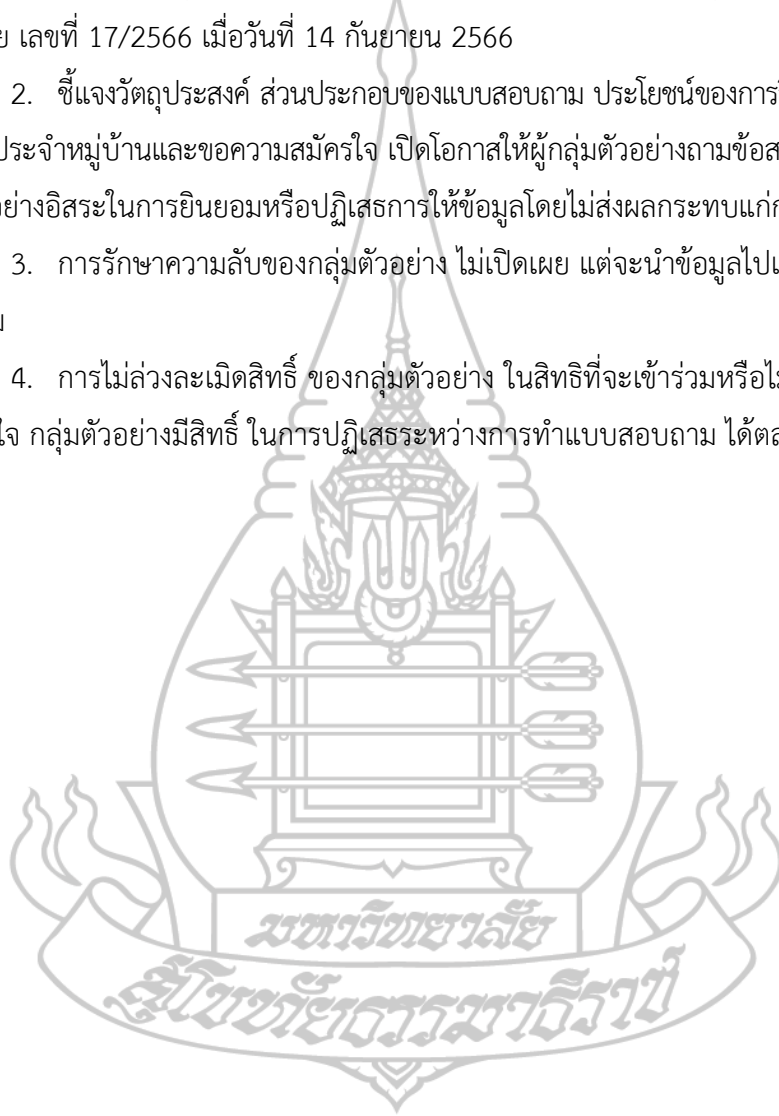 ย เลขที่ 17/2566 เมื่อวันที่ 14 กันยายน 2566
2. ชี้แจงวัตถุประสงค์ ส่วนประกอบของแบบสอบถาม ประโยชน์ของการ
ประจำหมู่บ้านและขอความสมัครใจ เปิดโอกาสให้ผู้กลุ่มตัวอย่างถามข้อส
อย่างอิสระในการยินยอมหรือปฏิเสธการให้ข้อมูลโดยไม่ส่งผลกระทบแก่
3. การรักษาความลับของกลุ่มตัวอย่าง ไม่เปิดเผย แต่จะนำข้อมูลไป
4. การไม่ล่วงละเมิดสิทธิ์ ของกลุ่มตัวอย่าง ในสิทธิที่จะเข้าร่วมหรือ
ใจ กลุ่มตัวอย่างมีสิทธิ์ ในการปฏิเสธระหว่างการทำแบบสอบถาม ได้ตล
มหาวิทยาลัย
สุโขทัยธรรมาธิราช